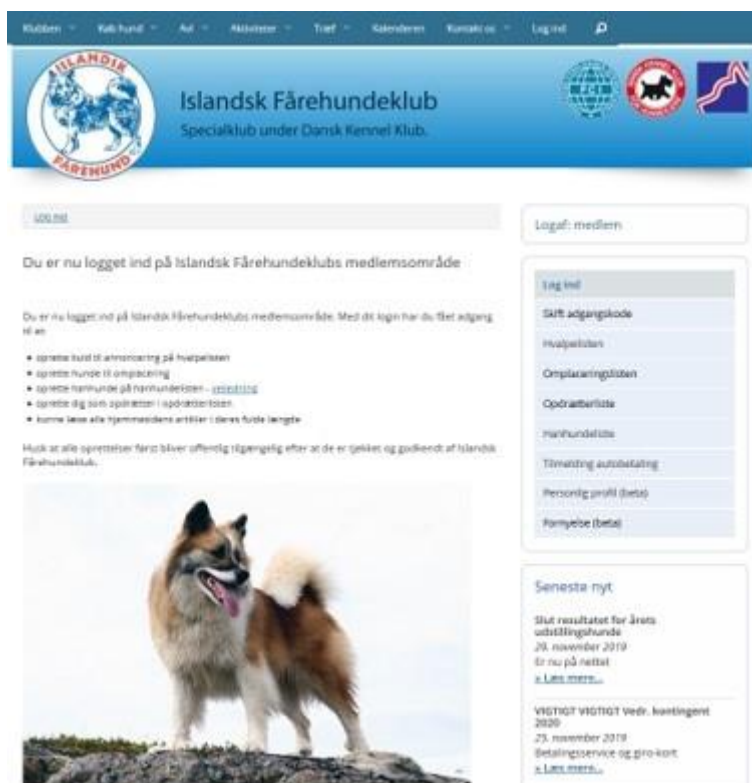 Klubben
Køb hund
Avl
Aktiviteter
Træf
Kalenderen
Kontakt os
Log ind
ISLANDSK
FÅREHUND
Islandsk Fårehundeklub
Specialklub under Dansk Kennel Klub.
FCI
LOG IND
Du er nu logget ind på Islandsk Fårehundeklubs medlemsområde
Du er nu logget ind på Islandsk Fårehundeklubs medlemsområde. Med dit login har du fået adgang
til at:
oprette kuld til annoncering på hvalpelisten
oprette hunde til omplacering
oprette hanhunde på hanhundelisten - vejledning
oprette dig som opdrætter i opdrætterlisten
kunne læse alle hjemmesidens artikler i deres fulde længde
Husk at alle oprettelser først bliver offentlig tilgængelig efter at de er tjekket og godkendt af Islandsk
Fårehundeklub.
Logaf: medlem
Log ind
Skift adgangskode
Hvalpelisten
Omplaceringslisten
Opdrætterliste
Hanhundeliste
Tilmelding autobetaling
Personlig profil (beta)
Fornyelse (beta)
Seneste nyt
Slut resultatet for årets
udstillingshunde
november 2019
Er nu på nettet
» Læs mere...
VIGTIGT VIGTIGT Vedr. kontingent
2020
25. november 2019
Betalingsservice og giro-kort
» Læs mere...